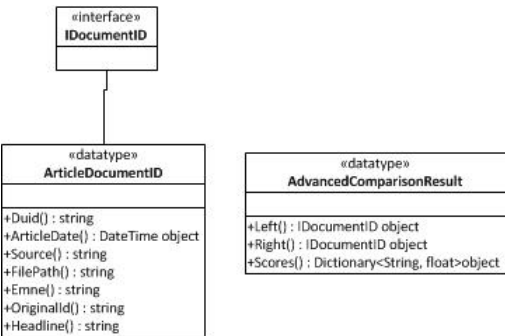 «interface»
IDocumentID
«datatype»
ArticleDocumentID
+Duid() : string
+ArticleDate() : DateTime object
+Source() : string
+FilePath() : string
+Emne() : string
+OriginalId() : string
+Headline() : string
«datatype»
AdvancedComparisonResult
+Left() : IDocumentID object
+Right() : IDocumentID object
+Scores() : Dictionary<String, float>object